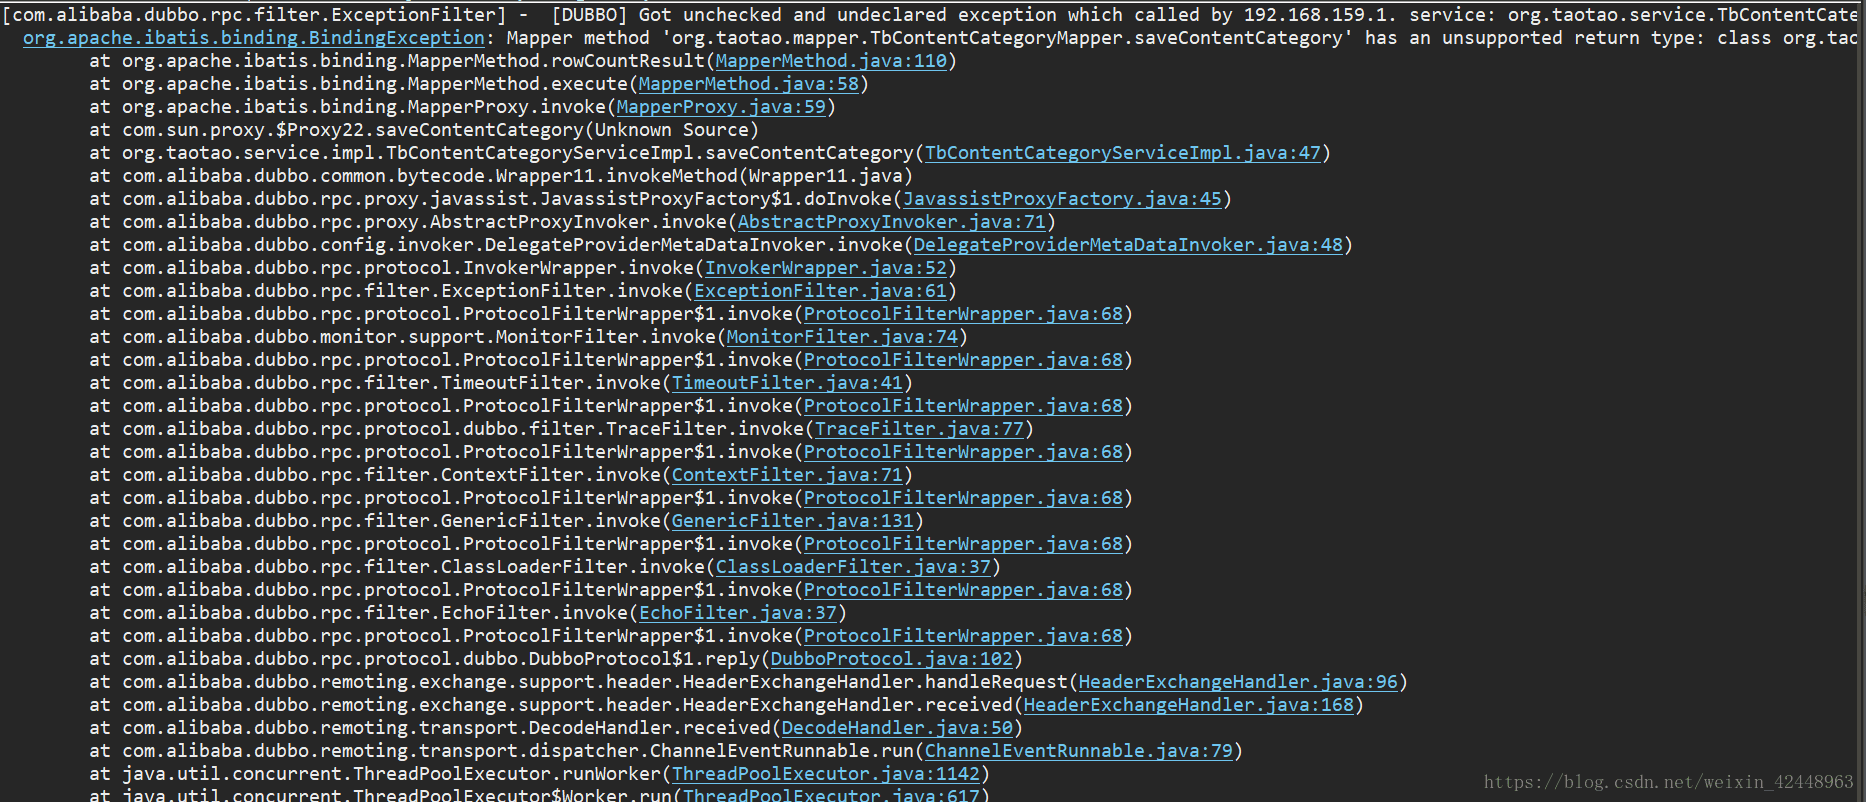 [com.alibaba.dubbo.rpc.filter.ExceptionFilter] -  [DUBBO] Got unchecked and undeclared exception which called by 192.168.159.1. service: org.taotao.service.TbContentCate
org.apache.ibatis.binding.BindingException: Mapper method 'org.taotao.mapper.TbContentCategoryMapper.saveContentCategory' has an unsupported return type: class org.tao
at org.apache.ibatis.binding.MapperMethod.rowCountResult(MapperMethod.java:110)
at org.apache.ibatis.binding.MapperMethod.execute(MapperMethod.java:58)
at org.apache.ibatis.binding.MapperProxy.invoke(MapperProxy.java:59)
at com.sun.proxy.$Proxy22.saveContentCategory(Unknown Source)
at org.taotao.service.impl.TbContentCategoryServiceImpl.saveContentCategory(TbContentCategoryServiceImpl.java:47)
at com.alibaba.dubbo.common.bytecode.Wrapper11.invokeMethod(Wrapper11.java)
at com.alibaba.dubbo.rpc.proxy.javassist.JavassistProxyFactory$1.doInvoke(JavassistProxyFactory.java:45)
at com.alibaba.dubbo.rpc.proxy.AbstractProxyInvoker.invoke(AbstractProxyInvoker.java:71)
at com.alibaba.dubbo.config.invoker.DelegateProviderMetaDataInvoker.invoke(DelegateProviderMetaDataInvoker.java:48)
at com.alibaba.dubbo.rpc.protocol.InvokerWrapper.invoke(InvokerWrapper.java:52)
at com.alibaba.dubbo.rpc.filter.ExceptionFilter.invoke(ExceptionFilter.java:61)
at com.alibaba.dubbo.rpc.protocol.ProtocolFilterWrapper$1.invoke(ProtocolFilterWrapper.java:68)
at com.alibaba.dubbo.monitor.support.MonitorFilter.invoke(MonitorFilter.java:74)
at com.alibaba.dubbo.rpc.protocol.ProtocolFilterWrapper$1.invoke(ProtocolFilterWrapper.java:68)
at com.alibaba.dubbo.rpc.filter.TimeoutFilter.invoke(TimeoutFilter.java:41)
at com.alibaba.dubbo.rpc.protocol.ProtocolFilterWrapper$1.invoke(ProtocolFilterWrapper.java:68)
at com.alibaba.dubbo.rpc.protocol.dubbo.filter.TraceFilter.invoke(TraceFilter.java:77)
at com.alibaba.dubbo.rpc.protocol.ProtocolFilterWrapper$1.invoke(ProtocolFilterWrapper.java:68)
at com.alibaba.dubbo.rpc.filter.ContextFilter.invoke(ContextFilter.java:71)
at com.alibaba.dubbo.rpc.protocol.ProtocolFilterWrapper$1.invoke(ProtocolFilterWrapper.java:68)
at com.alibaba.dubbo.rpc.filter.GenericFilter.invoke(GenericFilter.java:131)
at com.alibaba.dubbo.rpc.protocol.ProtocolFilterWrapper$1.invoke(ProtocolFilterWrapper.java:68)
at com.alibaba.dubbo.rpc.filter.ClassLoaderFilter.invoke(ClassLoaderFilter.java:37)
at com.alibaba.dubbo.rpc.protocol.ProtocolFilterWrapper$1.invoke(ProtocolFilterWrapper.java:68)
at com.alibaba.dubbo.rpc.filter.EchoFilter.invoke(EchoFilter.java:37)
at com.alibaba.dubbo.rpc.protocol.ProtocolFilterWrapper$1.invoke(ProtocolFilterWrapper.java:68)
at com.alibaba.dubbo.rpc.protocol.dubbo.DubboProtocol$1.reply(DubboProtocol.java:102)
at com.alibaba.dubbo.remoting.exchange.support.header.HeaderExchangeHandler.handleRequest(HeaderExchangeHandler.java:96)
at com.alibaba.dubbo.remoting.exchange.support.header.HeaderExchangeHandler.received(HeaderExchangeHandler.java:168)
at com.alibaba.dubbo.remoting.transport.DecodeHandler.received(DecodeHandler.java:50)
at com.alibaba.dubbo.remoting.transport.dispatcher.ChannelEventRunnable.run(ChannelEventRunnable.java:79)
at java.util.concurrent.ThreadPoolExecutor.runWorker(ThreadPoolExecutor.java:1142)
at java.util.concurrent.ThreadPoolExecutor$Worker.run(ThreadPoolExecutor.java:617)
https://blog.csdn.net/weixin_42448963